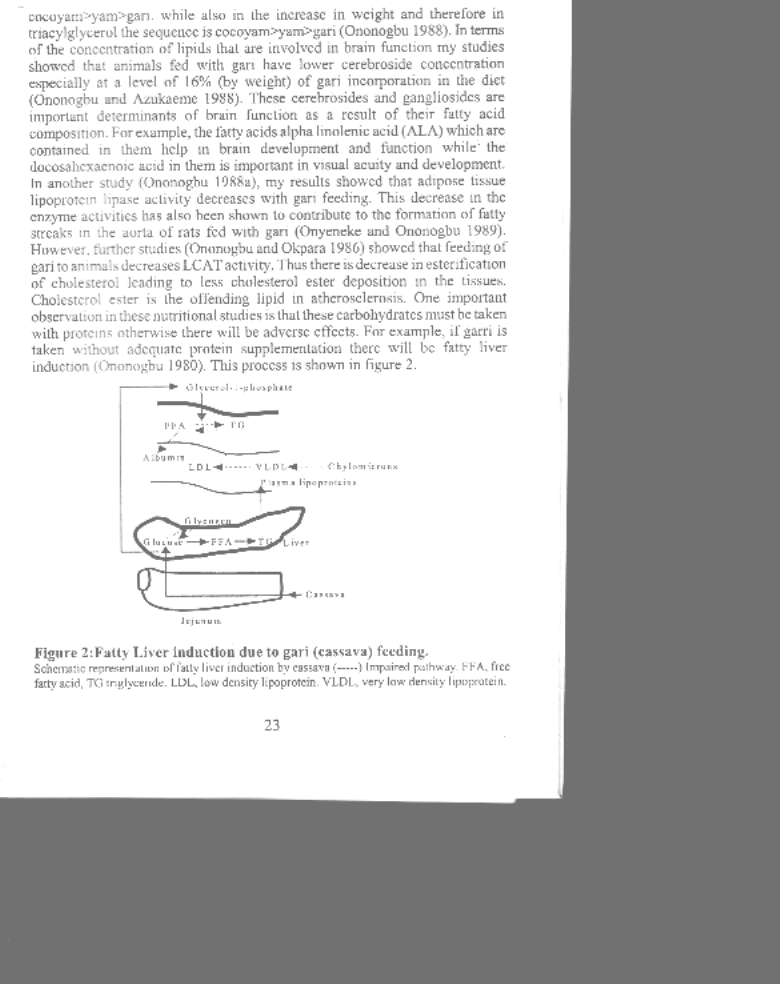 cocoyam>yam>gari. while also in the increase in weight and therefore in
triacylglycerol the sequence is cocoyam>yam>gari (Ononogbu 1988). In terms
of the concentration of lipids that are involved in brain function my studies
showed that animals fed with gari have lower cerebroside concentration
especially at a level of 16% (by weight) of gari incorporation in the diet
(Ononogbu and Azukaeme 1988). These cerebrosides and gangliosides are
important determinants of brain function as a result of their fatty acid
composition. For example, the fatty acids alpha linolenic acid (ALA) which are
contained in them help in brain development and function while the
docosahexaenoic acid in them is important in visual acuity and development.
In another study (Ononogbu 1988a), my results showed that adipose tissue
lipoprotein lipase activity decreases with gari feeding. This decrease in the
enzyme activities has also been shown to contribute to the formation of fatty
streaks in the aorta of rats fed with gari (Onyeneke and Ononogbu 1989).
However, further studies (Ononogbu and Okpara 1986) showed that feeding of
gari to animals decreases LCAT activity. Thus there is decrease in esterification
of cholesterol leading to less cholesterol ester deposition in the tissues.
Cholesterol ester is the offending lipid in atherosclerosis. One important
observation in these nutritional studies is that these carbohydrates must be taken
with proteins otherwise there will be adverse effects. For example, if garri is
taken without adequate protein supplementation there will be fatty liver
induction (Ononogbu 1980). This process is shown in figure 2.
Glycerol-1-phosphate
FFA TG
Albumin
LDL VLDL Chylomicrons
Plasma lipoproteins
Glycogen
Glucose FFA TG Liver
Cassava
Jejunum
Figure 2:Fatty Liver induction due to gari (cassava) feeding.
Schematic representation of fatty liver induction by cassava (-----) Impaired pathway. FFA, free
fatty acid, TG triglyceride. LDL, low density lipoprotein. VLDL, very low density lipoprotein.
23